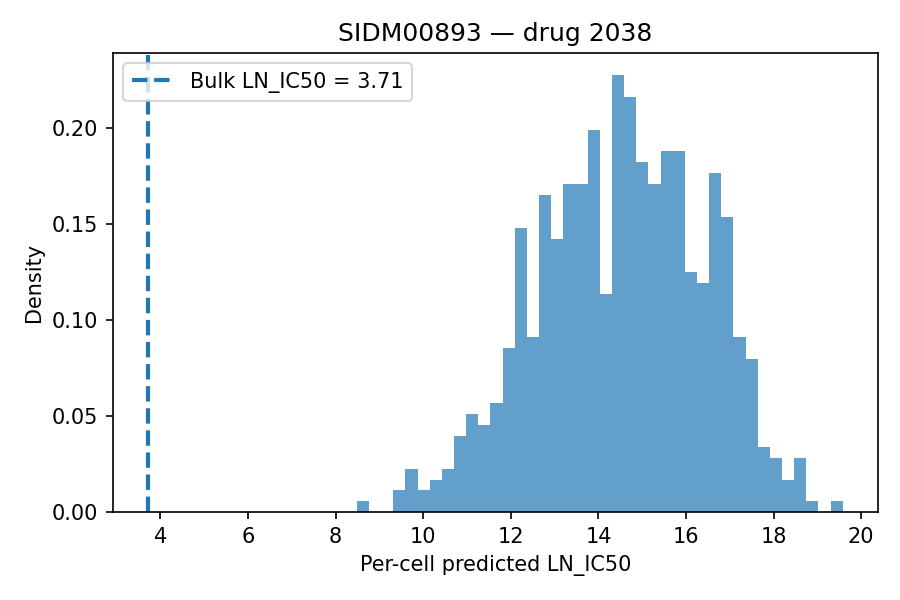 SIDM00893 — drug 2038
Bulk LN_IC50 = 3.71
Density
0.20
0.15
0.10
0.05
0.00
4 6 8 10 12 14 16 18 20
Per-cell predicted LN_IC50